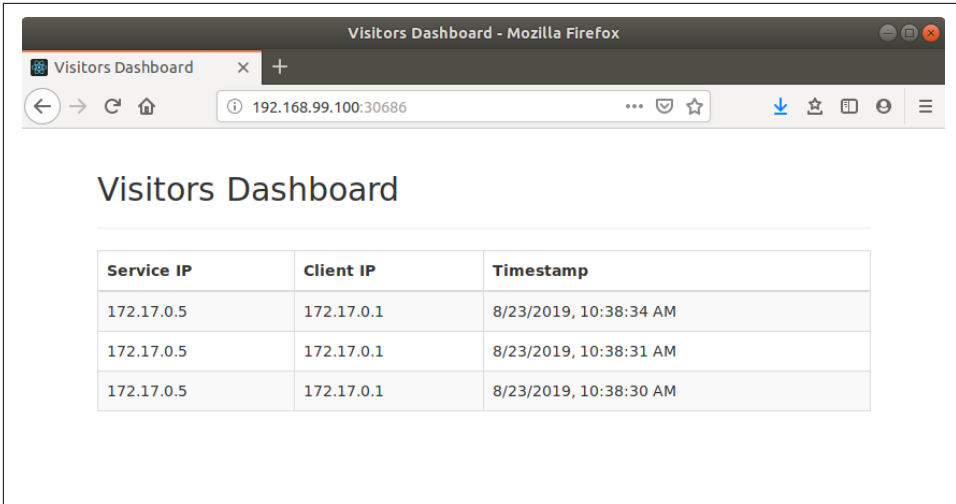 Visitors Dashboard - Mozilla Firefox
Visitors Dashboard
192.168.99.100:30686
Visitors Dashboard
Service IP Client IP Timestamp
172.17.0.5 172.17.0.1 8/23/2019, 10:38:34 AM
172.17.0.5 172.17.0.1 8/23/2019, 10:38:31 AM
172.17.0.5 172.17.0.1 8/23/2019, 10:38:30 AM